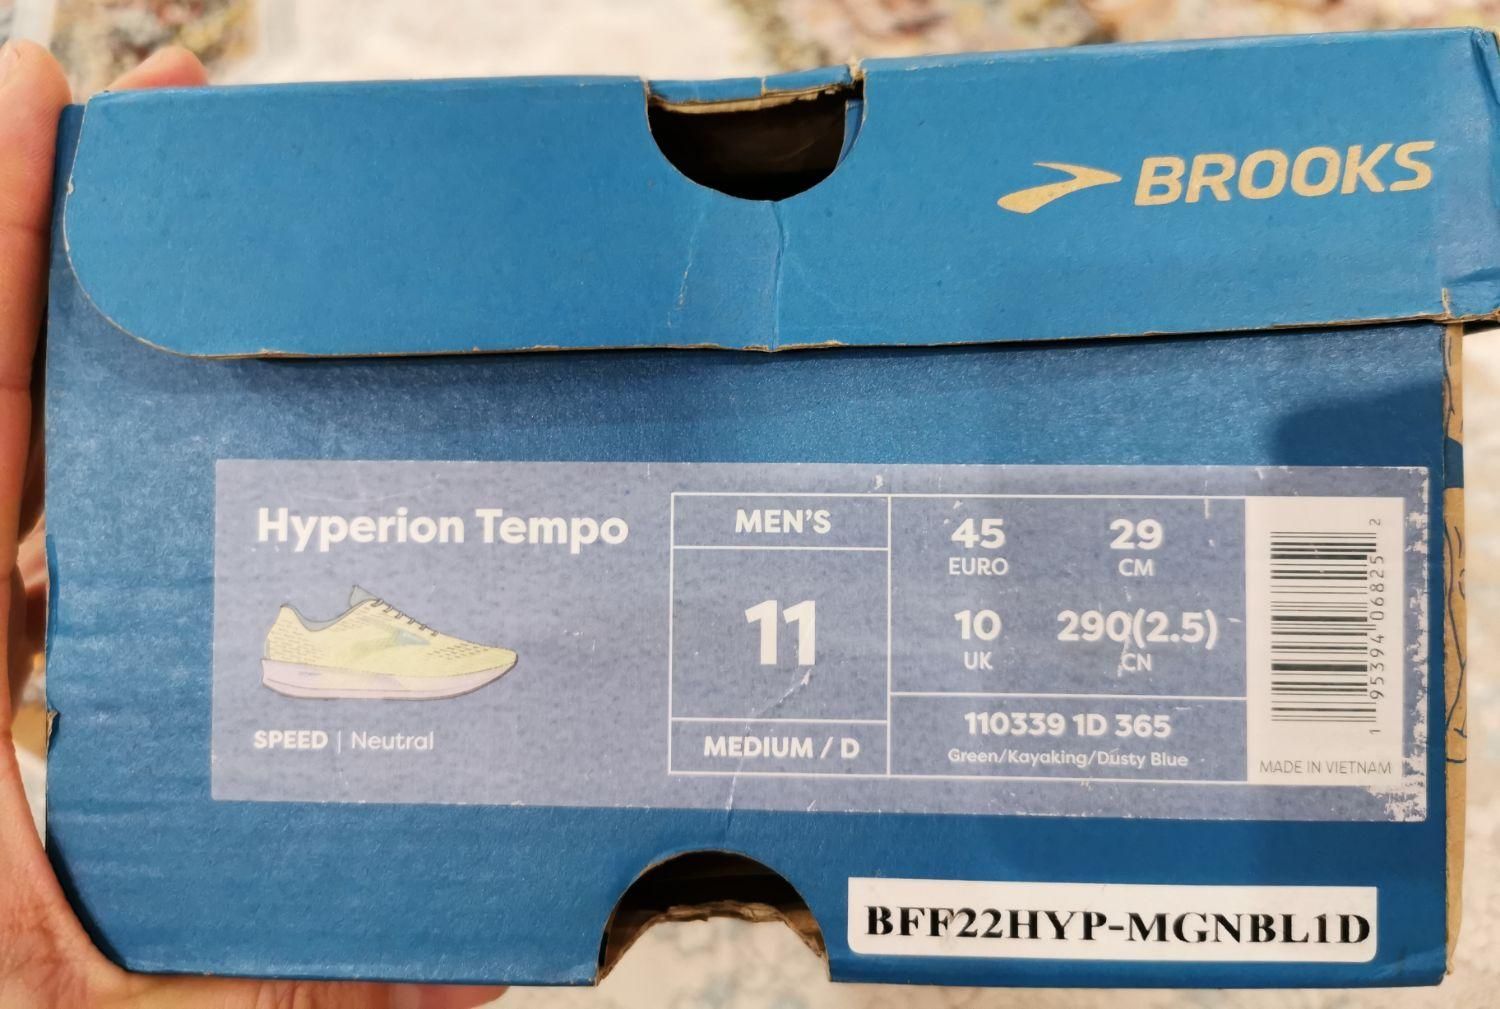 BROOKS
Hyperion Tempo
SPEED | Neutral
MEN'S
11
MEDIUM / D
45 29
EURO CM
10 290(2.5)
UK CN
110339 1D 365
Green/Kayaking/Dusty Blue
1 95394 06825 2
MADE IN VIETNAM
BFF22HYP-MGNBL1D